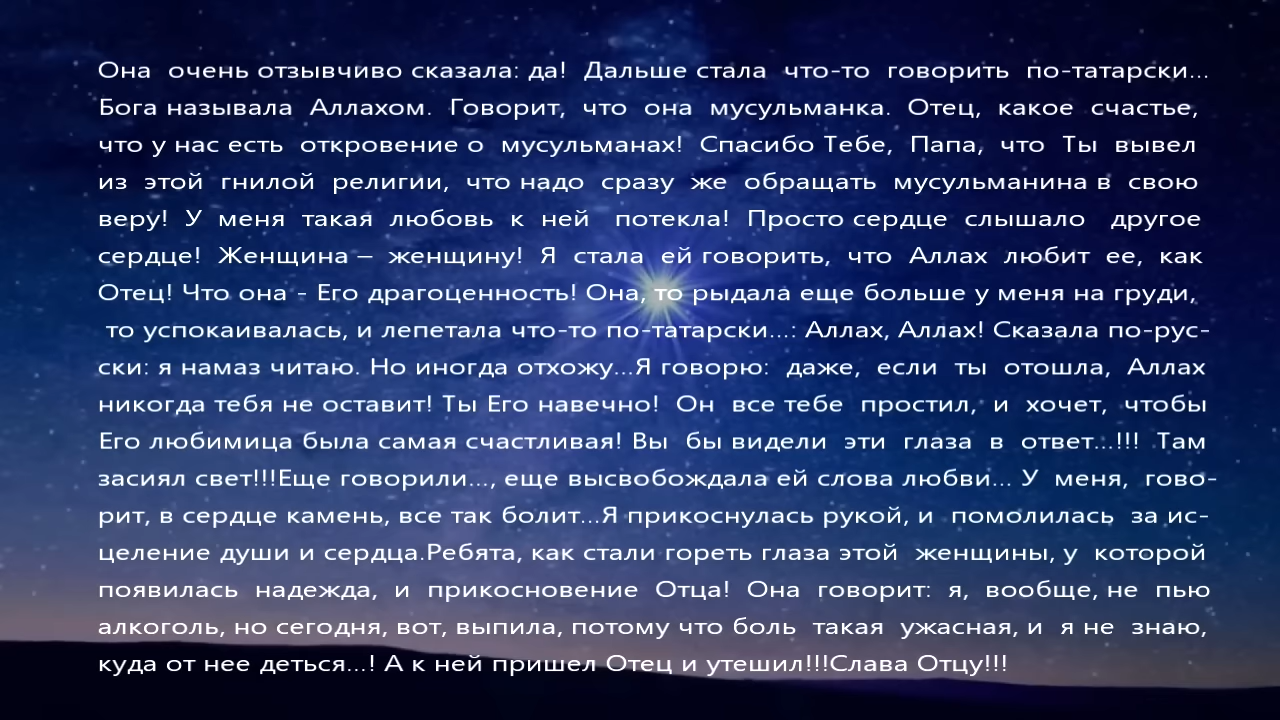 Она очень отзывчиво сказала: да! Дальше стала что-то говорить по-татарски...
Бога называла Аллахом. Говорит, что она мусульманка. Отец, какое счастье,
что у нас есть откровение о мусульманах! Спасибо Тебе, Папа, что Ты вывел
из этой гнилой религии, что надо сразу же обращать мусульманина в свою
веру! У меня такая любовь к ней потекла! Просто сердце слышало другое
сердце! Женщина – женщину! Я стала ей говорить, что Аллах любит ее, как
Отец! Что она - Его драгоценность! Она, то рыдала еще больше у меня на груди,
то успокаивалась, и лепетала что-то по-татарски...: Аллах, Аллах! Сказала по-рус-
ски: я намаз читаю. Но иногда отхожу...Я говорю: даже, если ты отошла, Аллах
никогда тебя не оставит! Ты Его навечно! Он все тебе простил, и хочет, чтобы
Его любимица была самая счастливая! Вы бы видели эти глаза в ответ...!!! Там
засиял свет!!!Еще говорили..., еще высвобождала ей слова любви... У меня, гово-
рит, в сердце камень, все так болит...Я прикоснулась рукой, и помолилась за ис-
целение души и сердца.Ребята, как стали гореть глаза этой женщины, у которой
появилась надежда, и прикосновение Отца! Она говорит: я, вообще, не пью
алкоголь, но сегодня, вот, выпила, потому что боль такая ужасная, и я не знаю,
куда от нее деться...! А к ней пришел Отец и утешил!!!Слава Отцу!!!